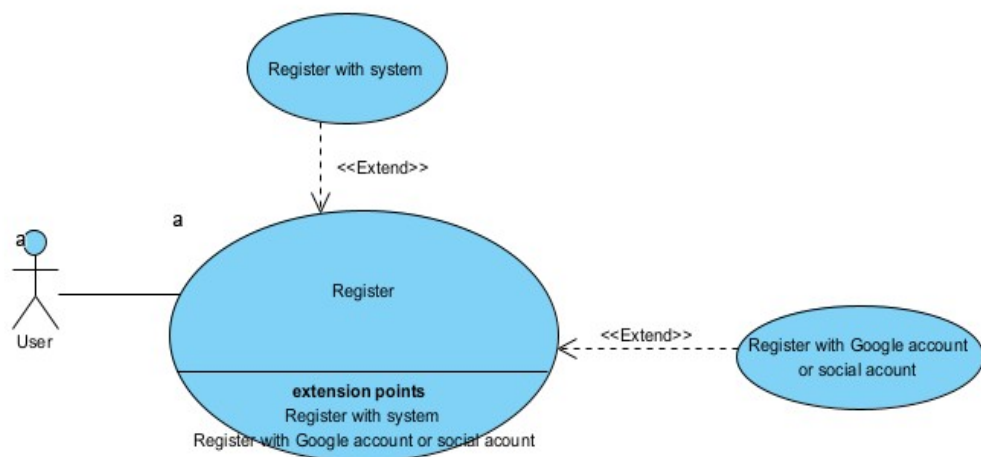 Register with system
<<Extend>>
a
a
User
Register
<<Extend>>
Register with Google account
or social acount
extension points
Register with system
Register with Google account or social acount